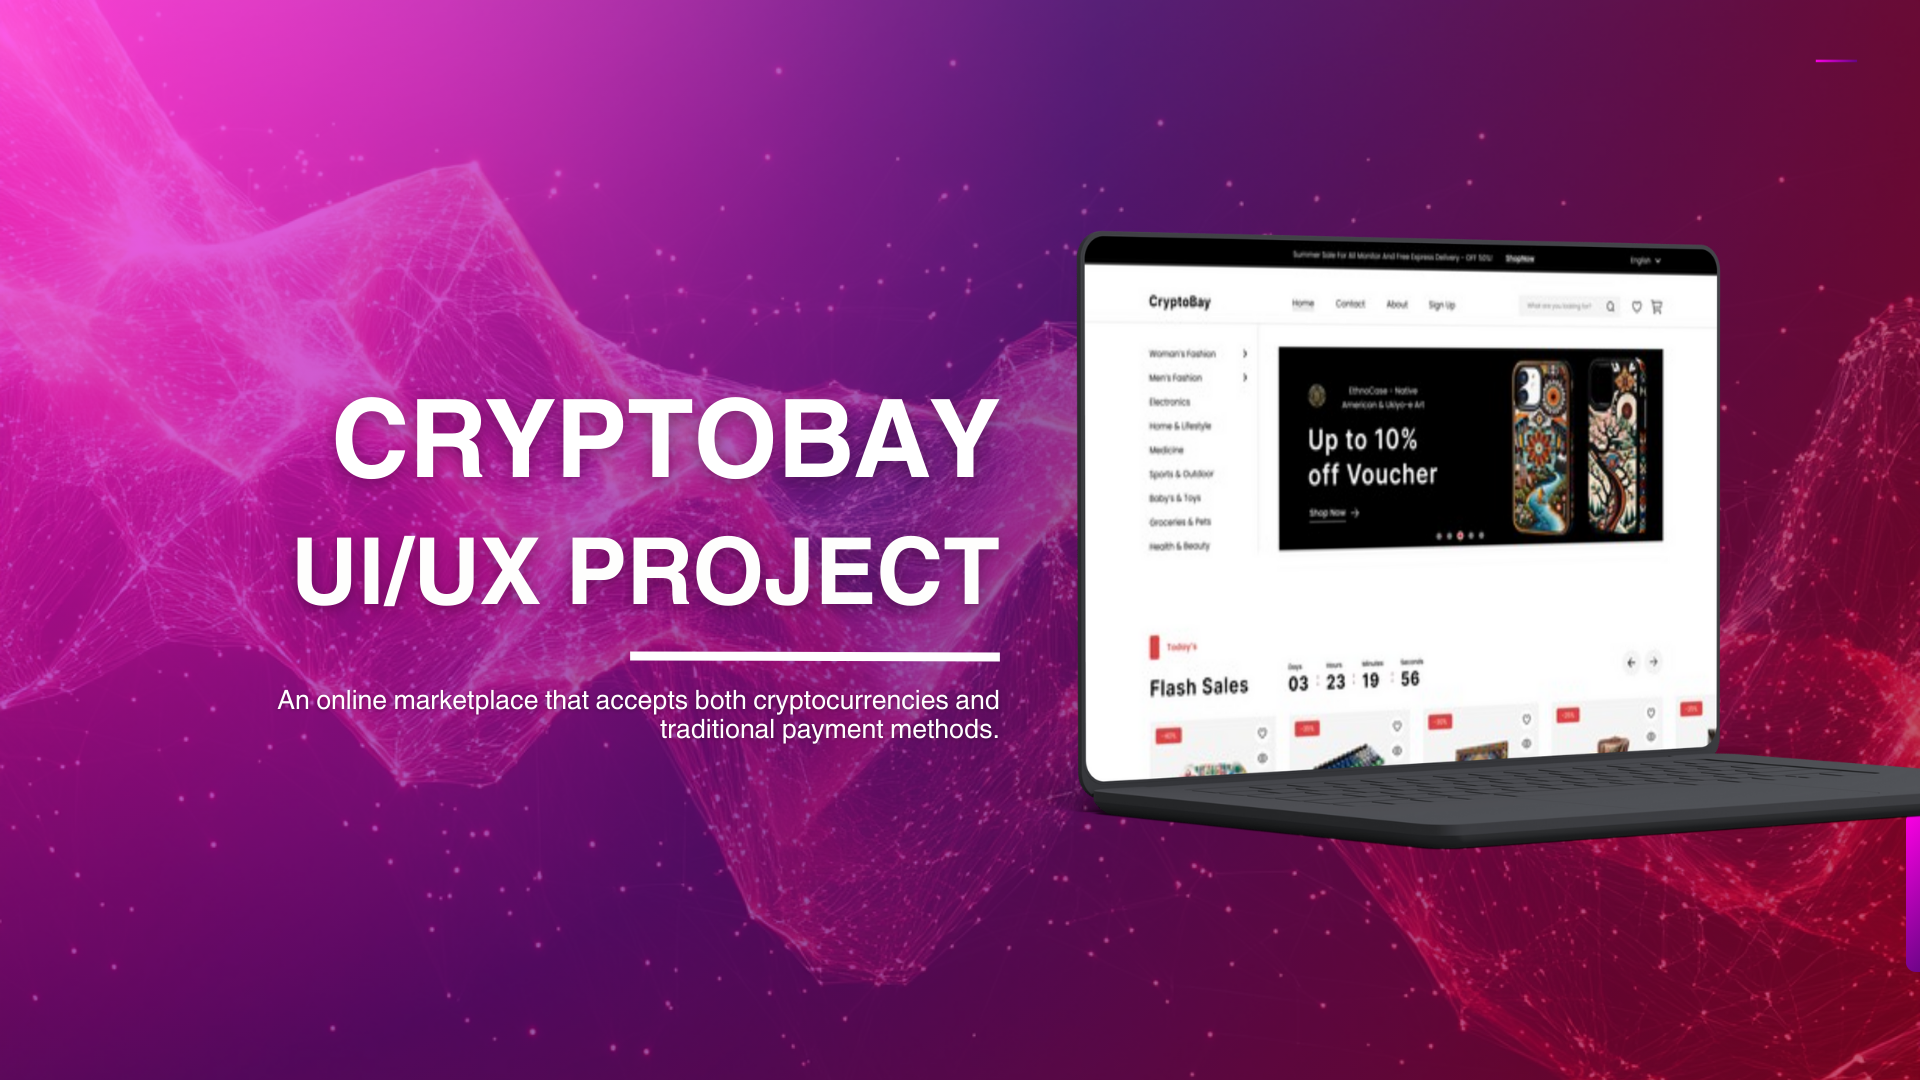 CRYPTOBAY
UI/UX PROJECT
An online marketplace that accepts both cryptocurrencies and
traditional payment methods.
Summer Sale For All Monitor And Free Express Delivery - OFF 50%! ShopNow
English
CryptoBay
Home Contact About Sign Up
What are you looking for?
Woman's Fashion
Men's Fashion
Electronics
Home & Lifestyle
Medicine
Sports & Outdoor
Baby's & Toys
Groceries & Pets
Health & Beauty
EthnoCase - Native
American & Ukiyo-e Art
Up to 10%
off Voucher
Shop Now
Today's
Flash Sales
Days Hours Minutes Seconds
03 : 23 : 19 : 56
-40% -35% -30% -25%